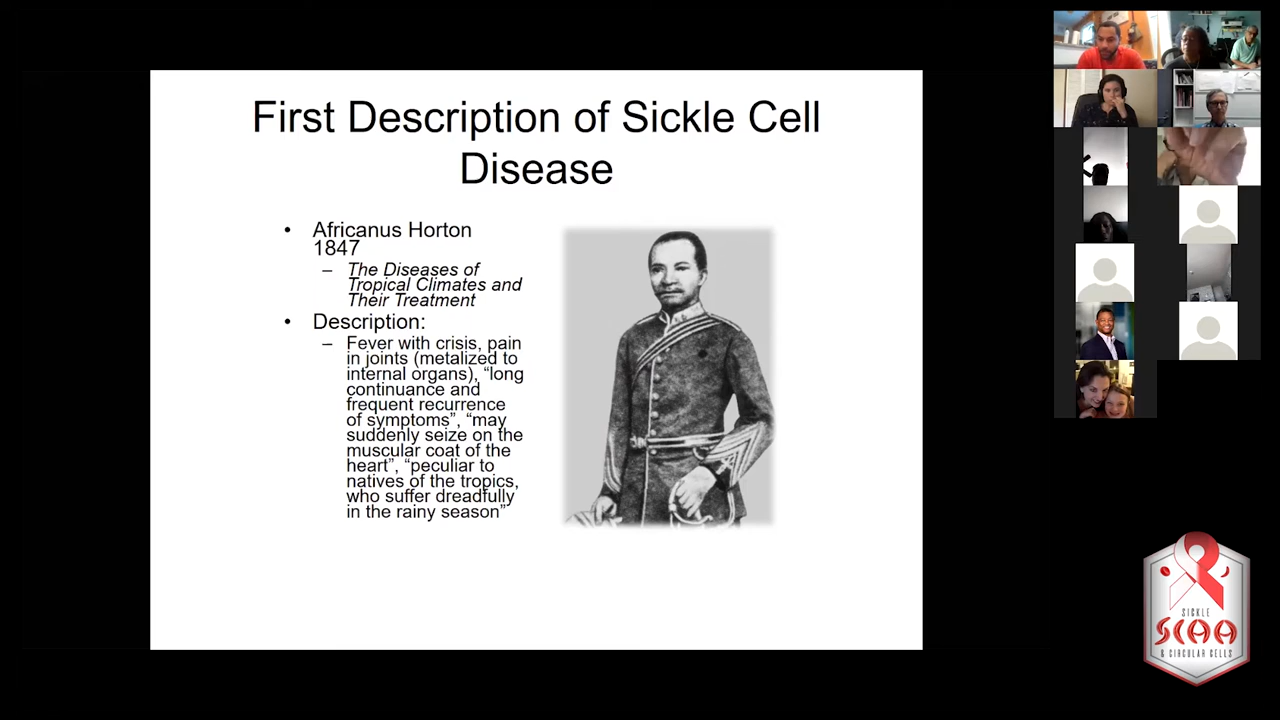 First Description of Sickle Cell
Disease
• Africanus Horton
1847
– The Diseases of
Tropical Climates and
Their Treatment
• Description:
– Fever with crisis, pain
in joints (metalized to
internal organs), “long
continuance and
frequent recurrence
of symptoms”, “may
suddenly seize on the
muscular coat of the
heart”, “peculiar to
natives of the tropics,
who suffer dreadfully
in the rainy season”
SICKLE
SCAA
& CIRCULAR CELLS